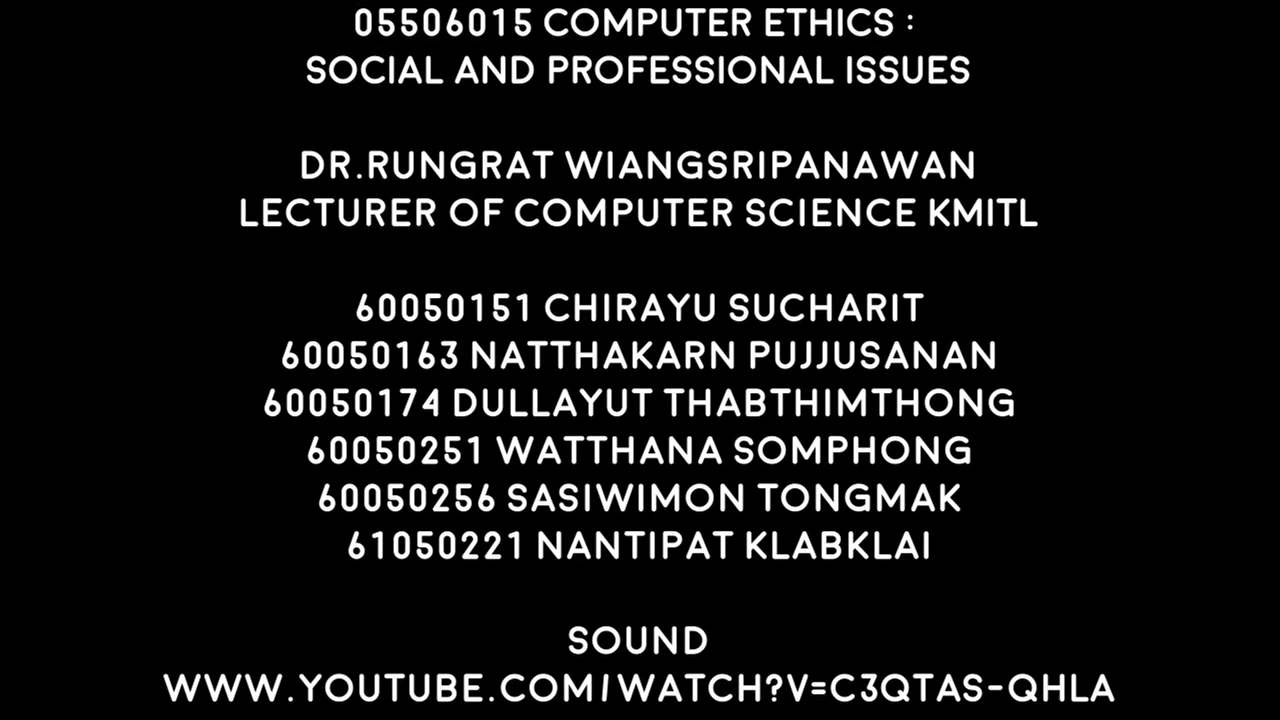 05506015 COMPUTER ETHICS :
SOCIAL AND PROFESSIONAL ISSUES
DR.RUNGRAT WIANGSRIPANAWAN
LECTURER OF COMPUTER SCIENCE KMITL
60050151 CHIRAYU SUCHARIT
60050163 NATTHAKARN PUJJUSANAN
60050174 DULLAYUT THABTHIMTHONG
60050251 WATTHANA SOMPHONG
60050256 SASIWIMON TONGMAK
61050221 NANTIPAT KLABKLAI
SOUND
WWW.YOUTUBE.COM/WATCH?V=C3QTAS-QHLA